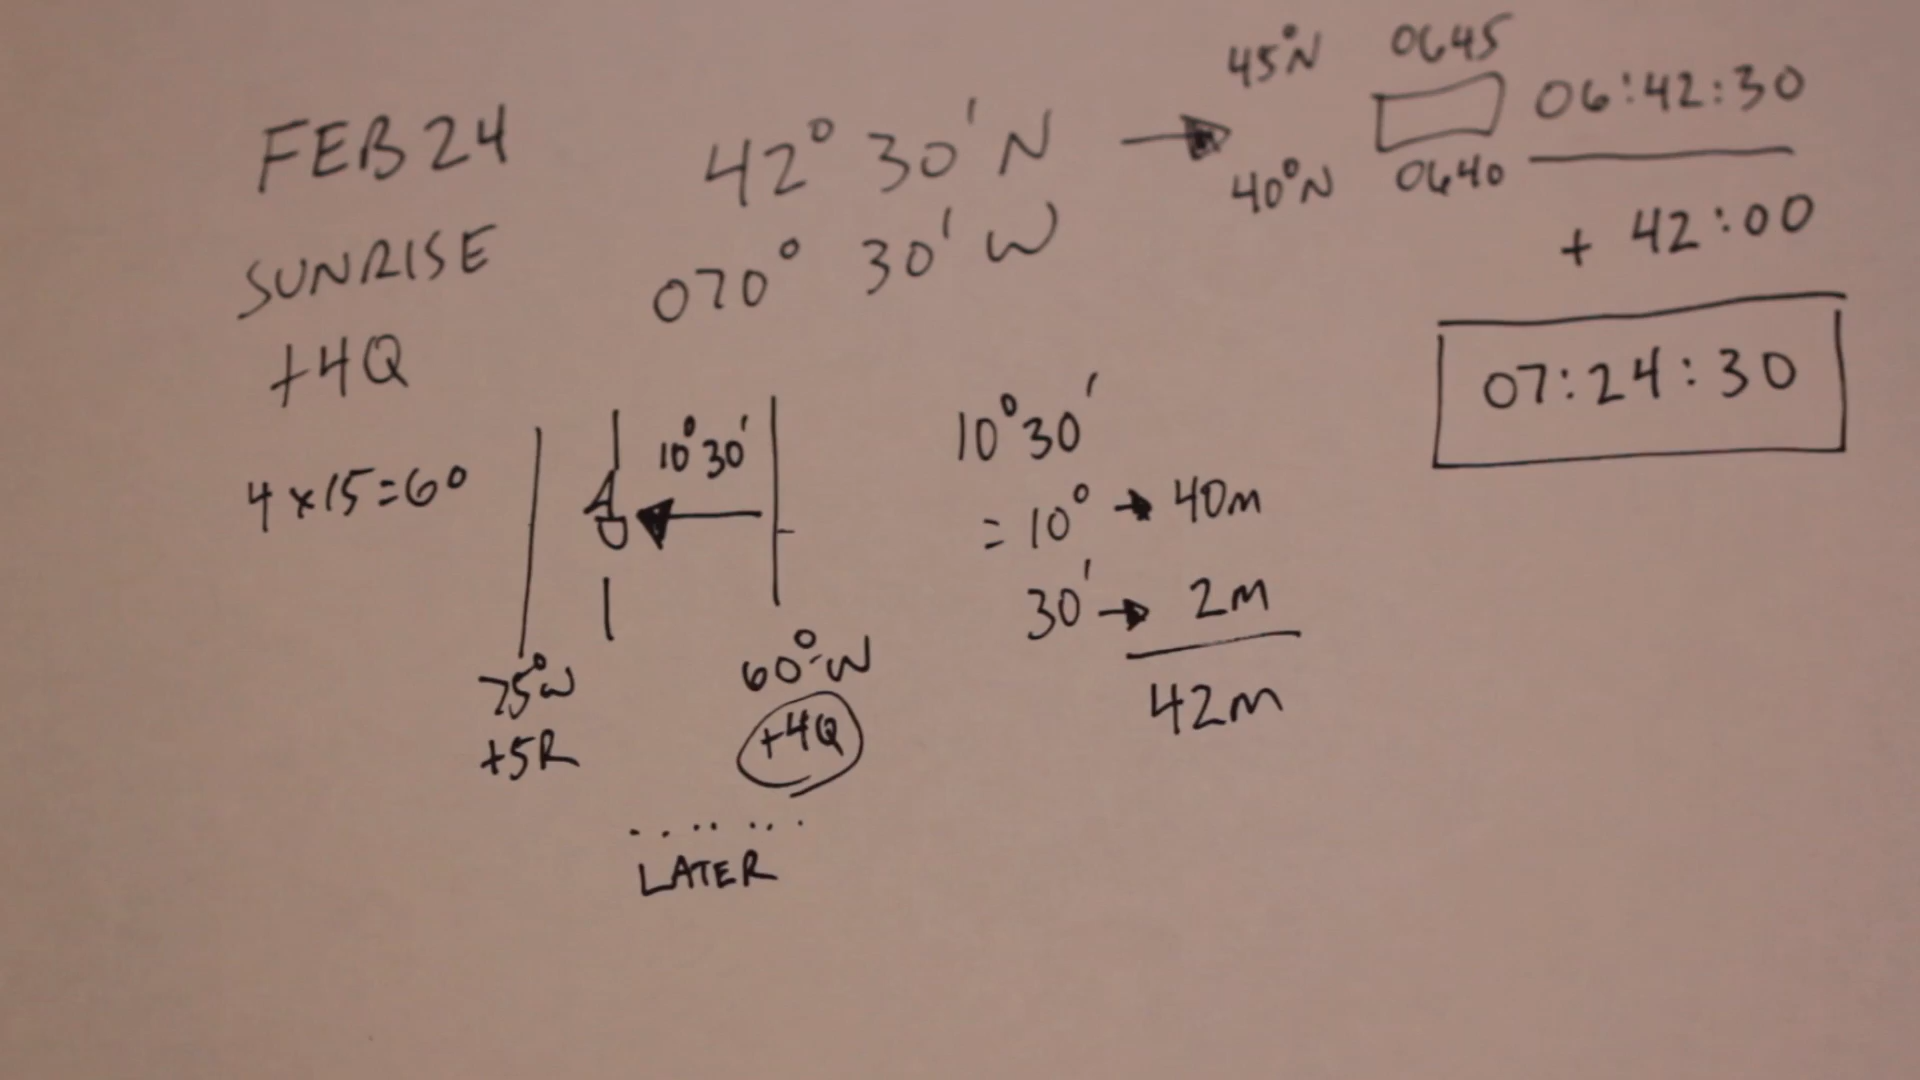 FEB 24
SUNRISE
+4Q
4 x 15 = 60
42° 30' N
070° 30' W
45°N 0645
40°N 0640
06:42:30
+ 42:00
07:24:30
10° 30'
75°W
+5R
60°W
+4Q
LATER
10° 30'
= 10° → 40m
30' → 2m
42m